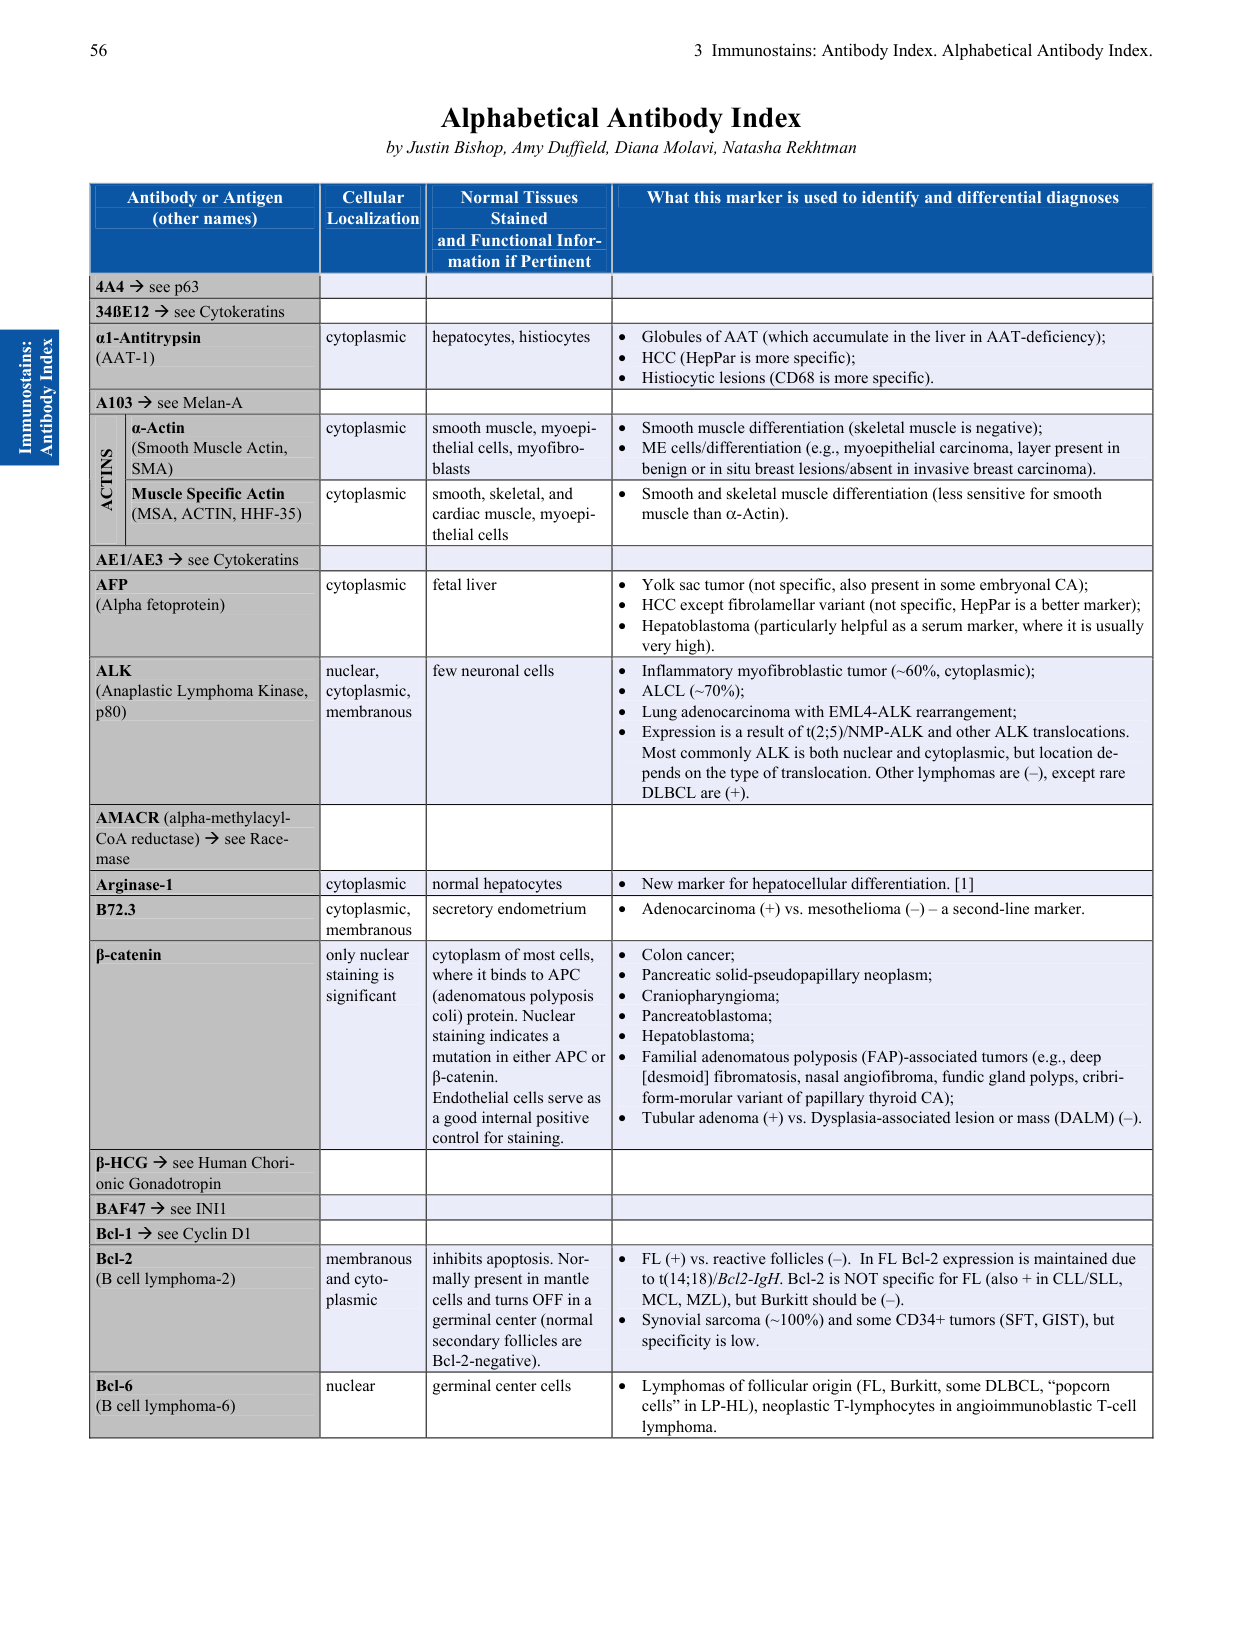 56
3 Immunostains: Antibody Index. Alphabetical Antibody Index.
Alphabetical Antibody Index
by Justin Bishop, Amy Duffield, Diana Molavi, Natasha Rekhtman
Immunostains:
Antibody Index
Antibody or Antigen
(other names)
Cellular
Localization
Normal Tissues
Stained
and Functional Infor-
mation if Pertinent
What this marker is used to identify and differential diagnoses
4A4 → see p63
34ßE12 → see Cytokeratins
α1-Antitrypsin
(AAT-1)
cytoplasmic
hepatocytes, histiocytes
• Globules of AAT (which accumulate in the liver in AAT-deficiency);
• HCC (HepPar is more specific);
• Histiocytic lesions (CD68 is more specific).
A103 → see Melan-A
ACTINS
α-Actin
(Smooth Muscle Actin,
SMA)
cytoplasmic
smooth muscle, myoepi-
thelial cells, myofibro-
blasts
• Smooth muscle differentiation (skeletal muscle is negative);
• ME cells/differentiation (e.g., myoepithelial carcinoma, layer present in
benign or in situ breast lesions/absent in invasive breast carcinoma).
Muscle Specific Actin
(MSA, ACTIN, HHF-35)
cytoplasmic
smooth, skeletal, and
cardiac muscle, myoepi-
thelial cells
• Smooth and skeletal muscle differentiation (less sensitive for smooth
muscle than α-Actin).
AE1/AE3 → see Cytokeratins
AFP
(Alpha fetoprotein)
cytoplasmic
fetal liver
• Yolk sac tumor (not specific, also present in some embryonal CA);
• HCC except fibrolamellar variant (not specific, HepPar is a better marker);
• Hepatoblastoma (particularly helpful as a serum marker, where it is usually
very high).
ALK
(Anaplastic Lymphoma Kinase,
p80)
nuclear,
cytoplasmic,
membranous
few neuronal cells
• Inflammatory myofibroblastic tumor (~60%, cytoplasmic);
• ALCL (~70%);
• Lung adenocarcinoma with EML4-ALK rearrangement;
• Expression is a result of t(2;5)/NMP-ALK and other ALK translocations.
Most commonly ALK is both nuclear and cytoplasmic, but location de-
pends on the type of translocation. Other lymphomas are (–), except rare
DLBCL are (+).
AMACR (alpha-methylacyl-
CoA reductase) → see Race-
mase
Arginase-1
cytoplasmic
normal hepatocytes
• New marker for hepatocellular differentiation. [1]
B72.3
cytoplasmic,
membranous
secretory endometrium
• Adenocarcinoma (+) vs. mesothelioma (–) – a second-line marker.
β-catenin
only nuclear
staining is
significant
cytoplasm of most cells,
where it binds to APC
(adenomatous polyposis
coli) protein. Nuclear
staining indicates a
mutation in either APC or
β-catenin.
Endothelial cells serve as
a good internal positive
control for staining.
• Colon cancer;
• Pancreatic solid-pseudopapillary neoplasm;
• Craniopharyngioma;
• Pancreatoblastoma;
• Hepatoblastoma;
• Familial adenomatous polyposis (FAP)-associated tumors (e.g., deep
[desmoid] fibromatosis, nasal angiofibroma, fundic gland polyps, cribri-
form-morular variant of papillary thyroid CA);
• Tubular adenoma (+) vs. Dysplasia-associated lesion or mass (DALM) (–).
β-HCG → see Human Chori-
onic Gonadotropin
BAF47 → see INI1
Bcl-1 → see Cyclin D1
Bcl-2
(B cell lymphoma-2)
membranous
and cyto-
plasmic
inhibits apoptosis. Nor-
mally present in mantle
cells and turns OFF in a
germinal center (normal
secondary follicles are
Bcl-2-negative).
• FL (+) vs. reactive follicles (–). In FL Bcl-2 expression is maintained due
to t(14;18)/Bcl2-IgH. Bcl-2 is NOT specific for FL (also + in CLL/SLL,
MCL, MZL), but Burkitt should be (–).
• Synovial sarcoma (~100%) and some CD34+ tumors (SFT, GIST), but
specificity is low.
Bcl-6
(B cell lymphoma-6)
nuclear
germinal center cells
• Lymphomas of follicular origin (FL, Burkitt, some DLBCL, “popcorn
cells” in LP-HL), neoplastic T-lymphocytes in angioimmunoblastic T-cell
lymphoma.